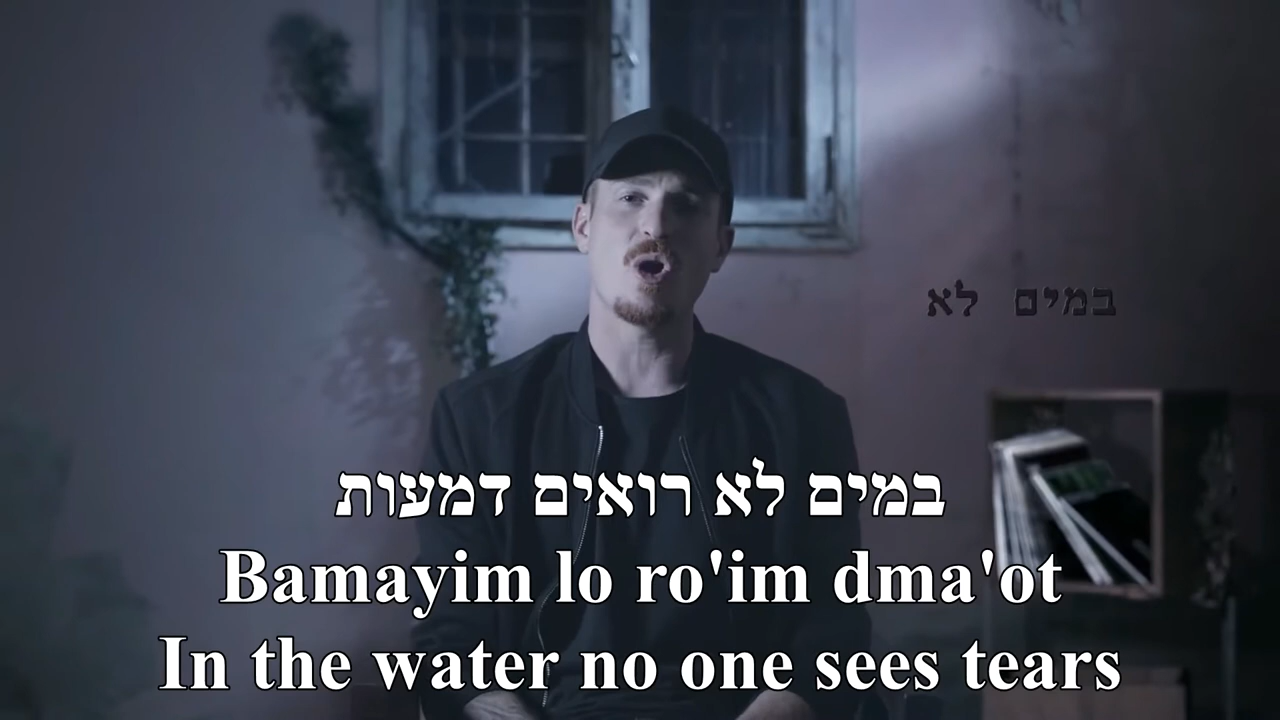 במים לא
במים לא רואים דמעות
Bamayim lo ro'im dma'ot
In the water no one sees tears